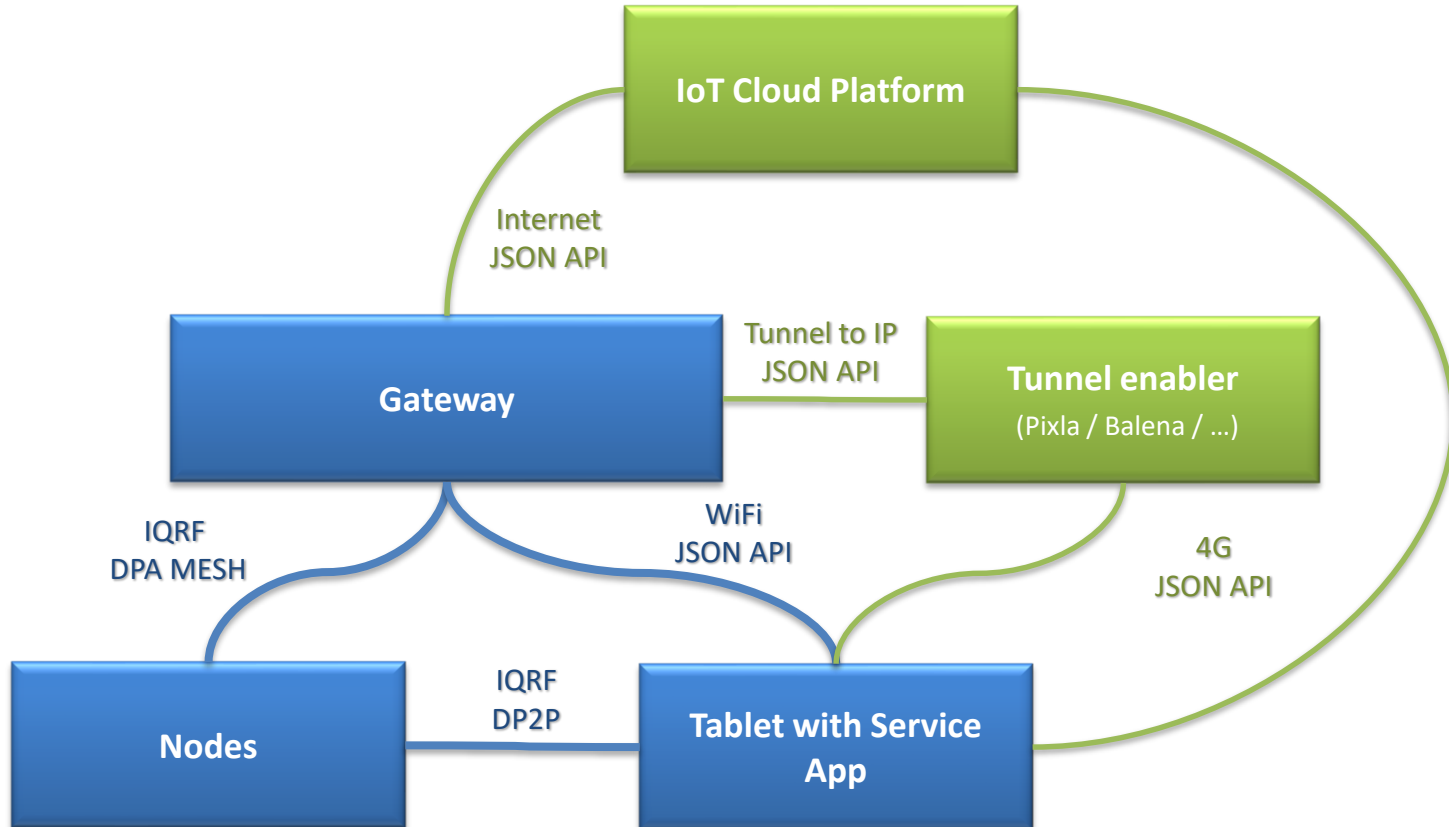 IoT Cloud Platform
Internet
JSON API
Gateway
Tunnel to IP
JSON API
Tunnel enabler
(Pixla / Balena / ...)
IQRF
DPA MESH
WiFi
JSON API
4G
JSON API
Nodes
IQRF
DP2P
Tablet with Service
App